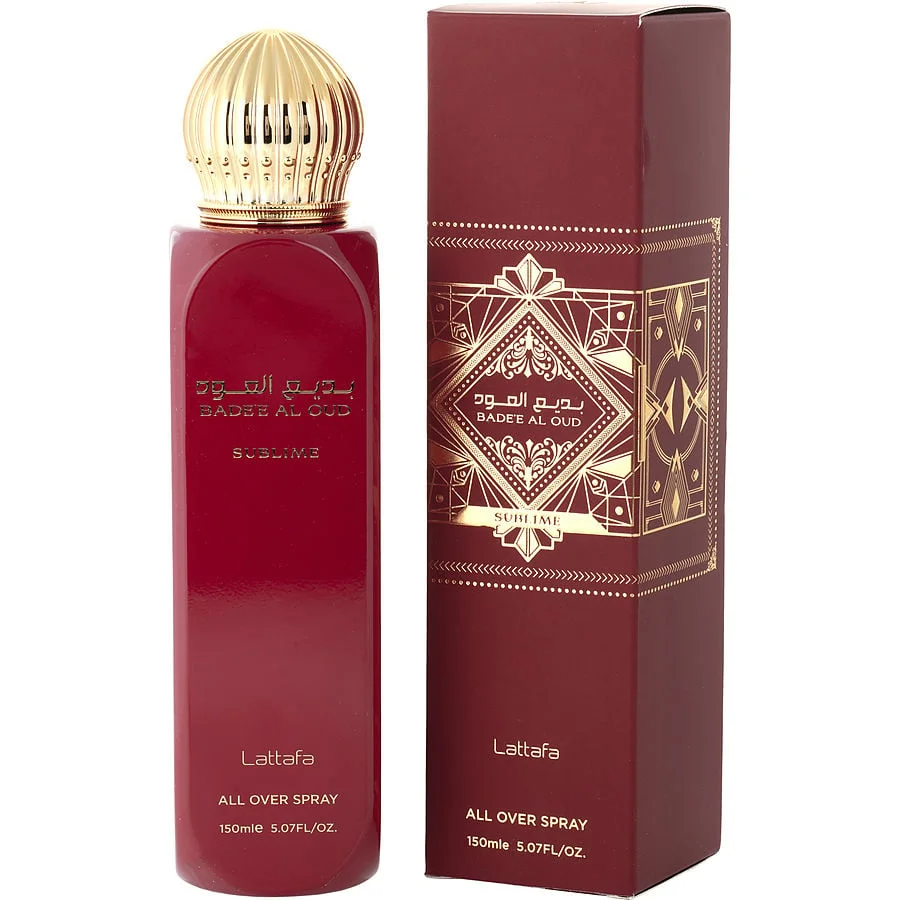 بديع العود
BADE'E AL OUD
SUBLIME
Lattafa
ALL OVER SPRAY
150mle 5.07FL/OZ.
بديع العود
BADE'E AL OUD
SUBLIME
Lattafa
ALL OVER SPRAY
150mle 5.07FL/OZ.